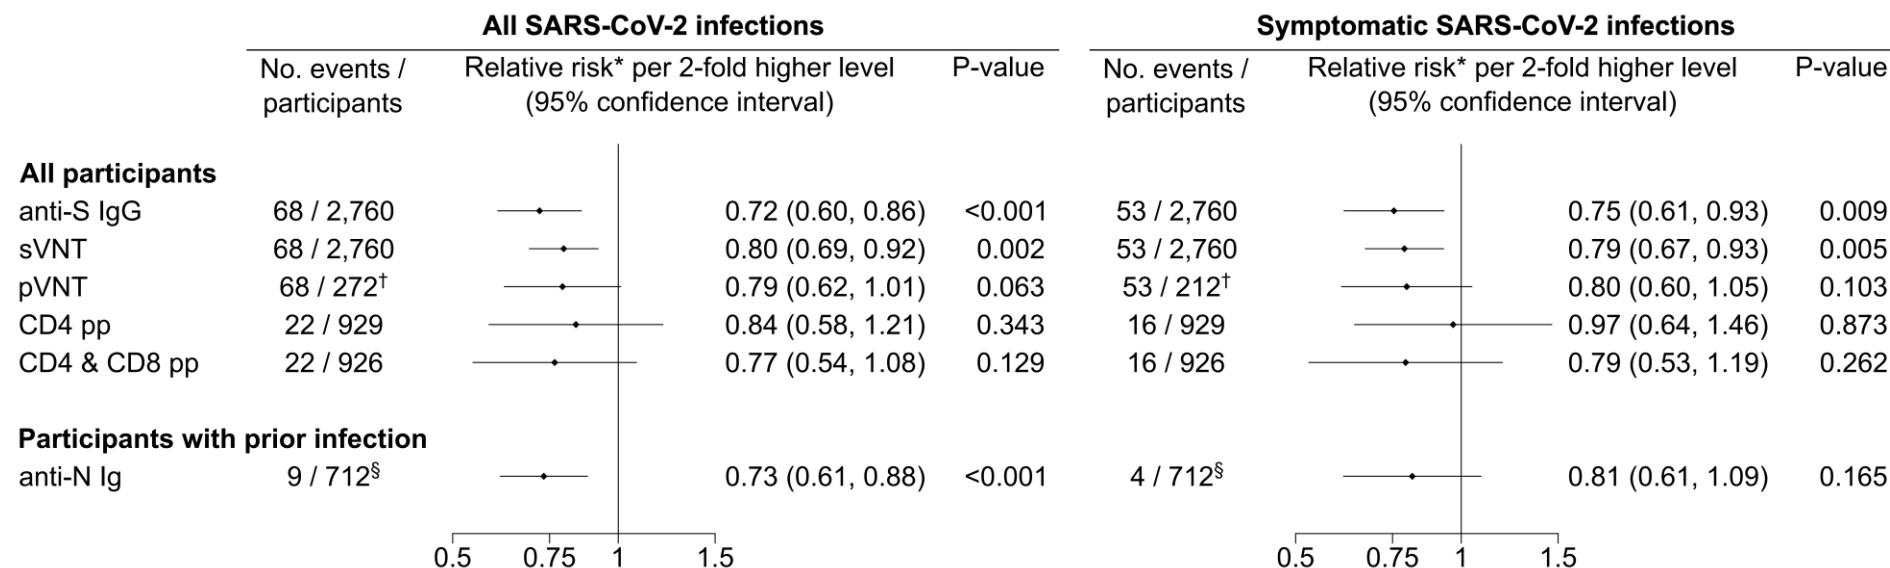 All SARS-CoV-2 infections Symptomatic SARS-CoV-2 infections
No. events / Relative risk* per 2-fold higher level P-value No. events / Relative risk* per 2-fold higher level P-value
participants (95% confidence interval) participants (95% confidence interval)
All participants
anti-S IgG 68 / 2,760 0.72 (0.60, 0.86) <0.001 53 / 2,760 0.75 (0.61, 0.93) 0.009
sVNT 68 / 2,760 0.80 (0.69, 0.92) 0.002 53 / 2,760 0.79 (0.67, 0.93) 0.005
pVNT 68 / 272† 0.79 (0.62, 1.01) 0.063 53 / 212† 0.80 (0.60, 1.05) 0.103
CD4 pp 22 / 929 0.84 (0.58, 1.21) 0.343 16 / 929 0.97 (0.64, 1.46) 0.873
CD4 & CD8 pp 22 / 926 0.77 (0.54, 1.08) 0.129 16 / 926 0.79 (0.53, 1.19) 0.262
Participants with prior infection
anti-N Ig 9 / 712§ 0.73 (0.61, 0.88) <0.001 4 / 712§ 0.81 (0.61, 1.09) 0.165
0.5 0.75 1 1.5 0.5 0.75 1 1.5